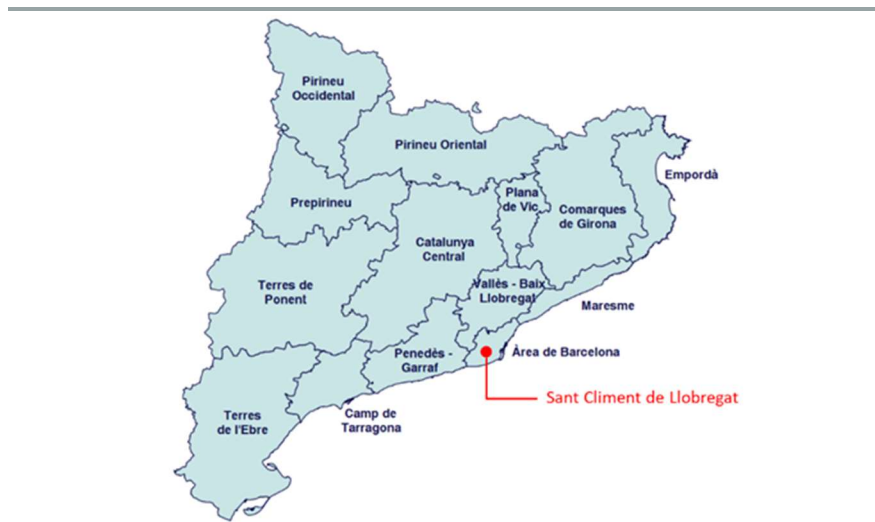 Pirineu
Occidental
Pirineu Oriental
Empordà
Plana
de Vic
Prepirineu
Comarques
de Girona
Catalunya
Central
Terres de
Ponent
Vallès - Baix
Llobregat
Maresme
Àrea de Barcelona
Penedès -
Garraf
Sant Climent de Llobregat
Camp de
Tarragona
Terres
de l'Ebre